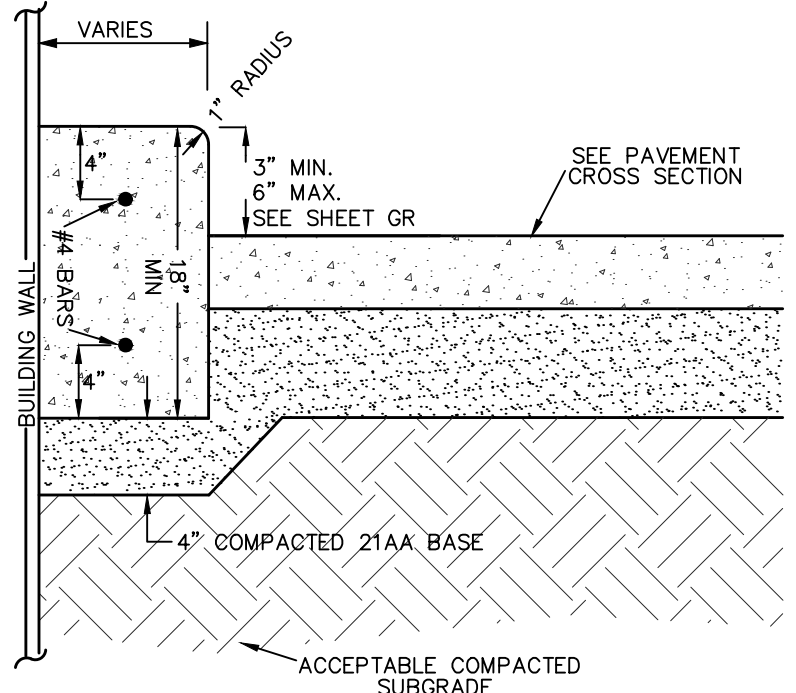 VARIES
1" RADIUS
4"
3" MIN.
6" MAX.
SEE SHEET GR
SEE PAVEMENT
CROSS SECTION
#4 BARS
18"
MIN
BUILDING WALL
4"
4" COMPACTED 21AA BASE
ACCEPTABLE COMPACTED
SUBGRADE